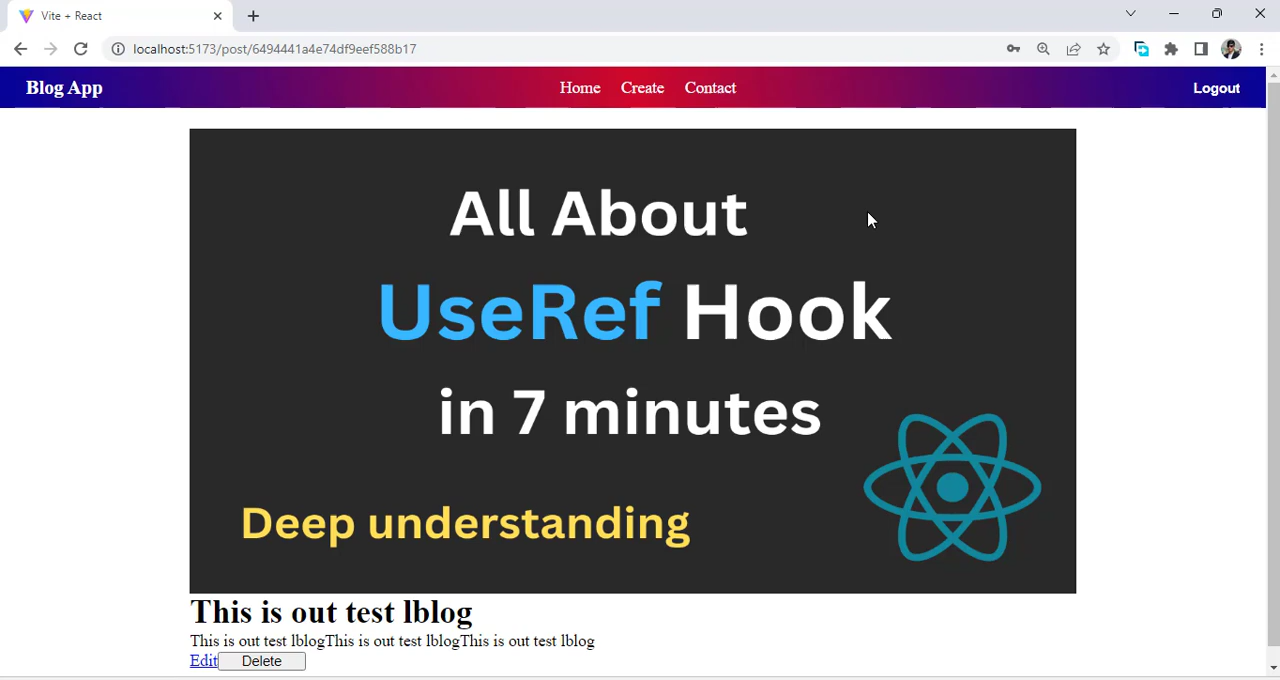 Vite + React
localhost:5173/post/6494441a4e74df9eef588b17
Blog App Home Create Contact Logout
All About
UseRef Hook
in 7 minutes
Deep understanding
This is out test lblog
This is out test lblogThis is out test lblogThis is out test lblog
Edit Delete